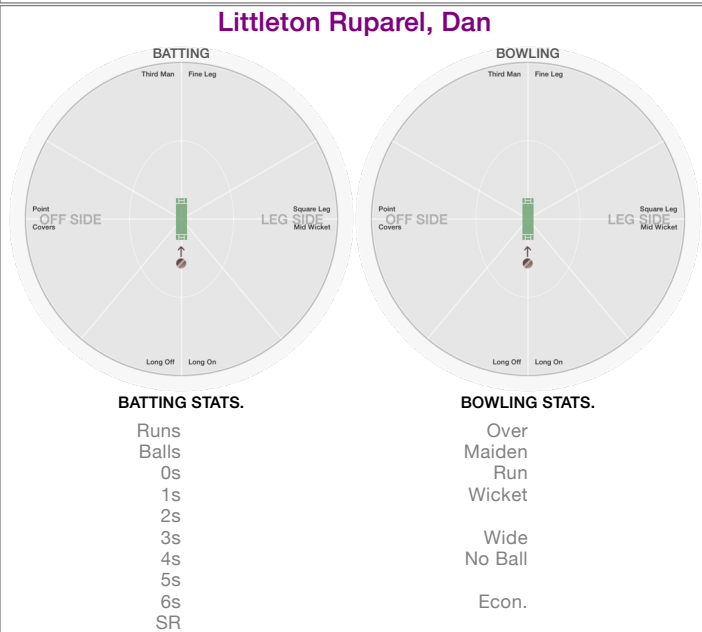 Littleton Ruparel, Dan
BATTING
Third Man Fine Leg
Point Square Leg
OFF SIDE LEG SIDE
Covers Mid Wicket
Long Off Long On
BATTING STATS.
Runs
Balls
0s
1s
2s
3s
4s
5s
6s
SR
BOWLING
Third Man Fine Leg
Point Square Leg
OFF SIDE LEG SIDE
Covers Mid Wicket
Long Off Long On
BOWLING STATS.
Over
Maiden
Run
Wicket
Wide
No Ball
Econ.